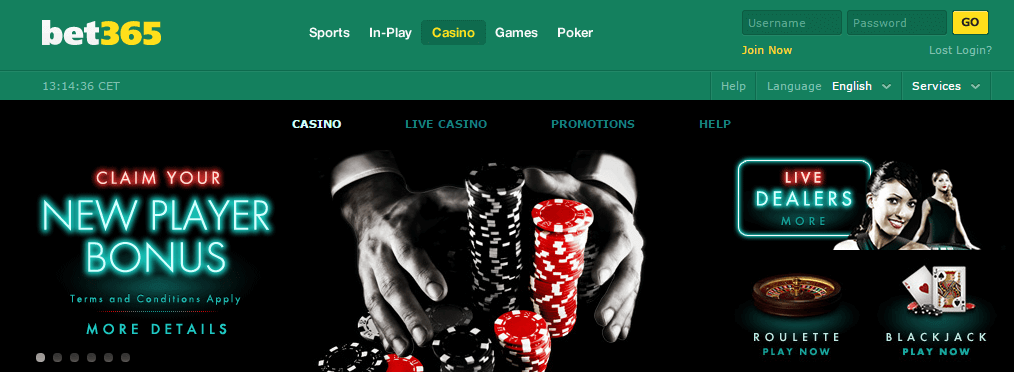 bet365
Sports In-Play Casino Games Poker
Username Password GO
Join Now Lost Login?
13:14:36 CET Help Language English Services
CASINO LIVE CASINO PROMOTIONS HELP
CLAIM YOUR
NEW PLAYER
BONUS
Terms and Conditions Apply
MORE DETAILS
LIVE
DEALERS
MORE
ROULETTE
PLAY NOW
BLACKJACK
PLAY NOW